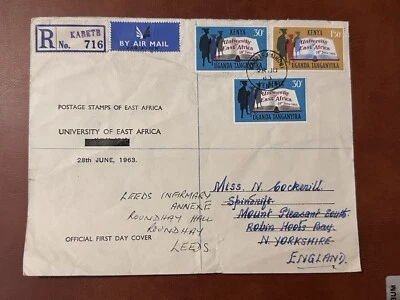 R
KABETE
No. 716
BY AIR MAIL
30c
KENYA
University of
East Africa
UGANDA TANGANYIKA
KENYA
1'50
University of
East Africa
UGANDA TANGANYIKA
30c
University of
East Africa
UGANDA TANGANYIKA
POSTAGE STAMPS OF EAST AFRICA
UNIVERSITY OF EAST AFRICA
28th JUNE, 1963.
OFFICIAL FIRST DAY COVER
LEEDS INFIRMARY
ANNEXE
ROUNDHAY HALL
ROUNDHAY
LEEDS
Miss. N. Cockerill
Spindrift
Mount Pleasant South
Robin Hoods Bay.
N. YORKSHIRE.
ENGLAND.